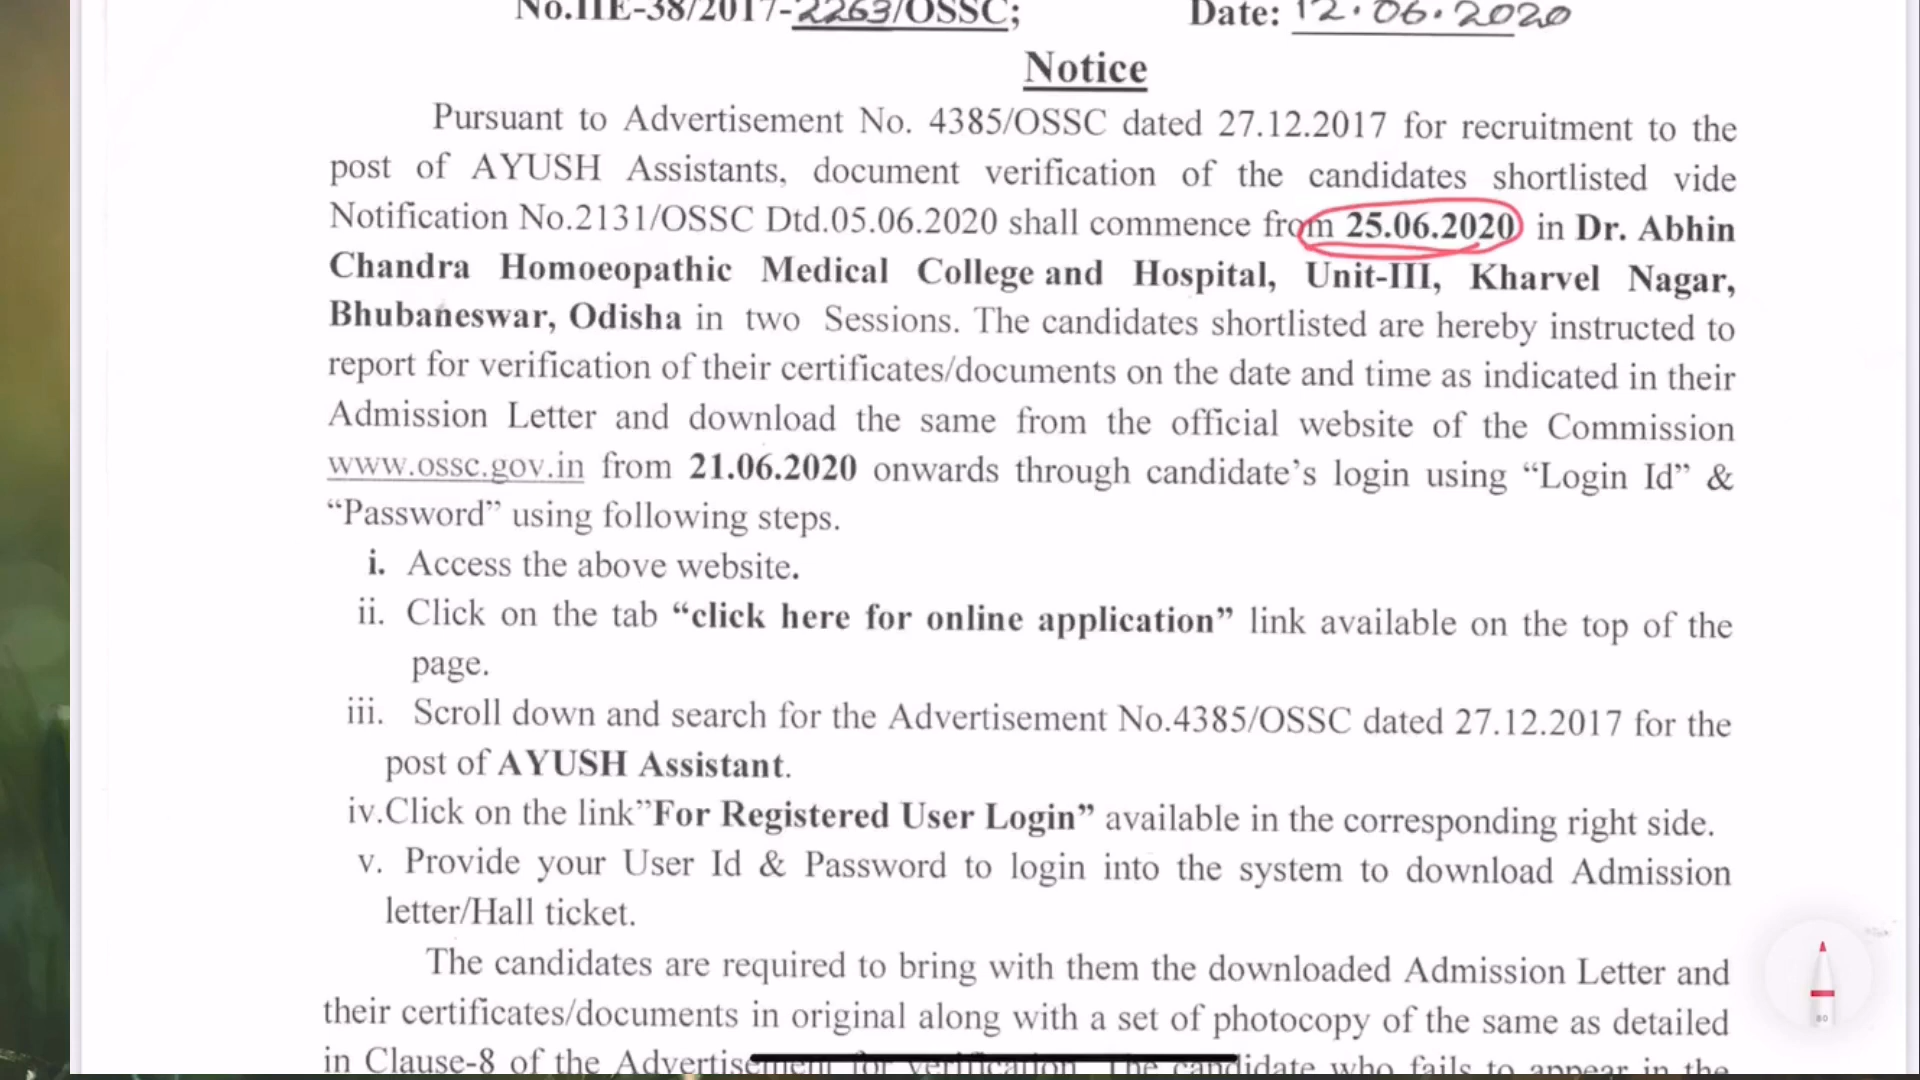 No.IIE-38/2017-2263/OSSC; Date: 12.06.2020
Notice
Pursuant to Advertisement No. 4385/OSSC dated 27.12.2017 for recruitment to the
post of AYUSH Assistants, document verification of the candidates shortlisted vide
Notification No.2131/OSSC Dtd.05.06.2020 shall commence from 25.06.2020 in Dr. Abhin
Chandra Homoeopathic Medical College and Hospital, Unit-III, Kharvel Nagar,
Bhubaneswar, Odisha in two Sessions. The candidates shortlisted are hereby instructed to
report for verification of their certificates/documents on the date and time as indicated in their
Admission Letter and download the same from the official website of the Commission
www.ossc.gov.in from 21.06.2020 onwards through candidate's login using “Login Id” &
“Password” using following steps.
i. Access the above website.
ii. Click on the tab “click here for online application” link available on the top of the
page.
iii. Scroll down and search for the Advertisement No.4385/OSSC dated 27.12.2017 for the
post of AYUSH Assistant.
iv.Click on the link”For Registered User Login” available in the corresponding right side.
v. Provide your User Id & Password to login into the system to download Admission
letter/Hall ticket.
The candidates are required to bring with them the downloaded Admission Letter and
their certificates/documents in original along with a set of photocopy of the same as detailed
in Clause-8 of the Advertisement for verification. The candidate who fails to appear in the
80